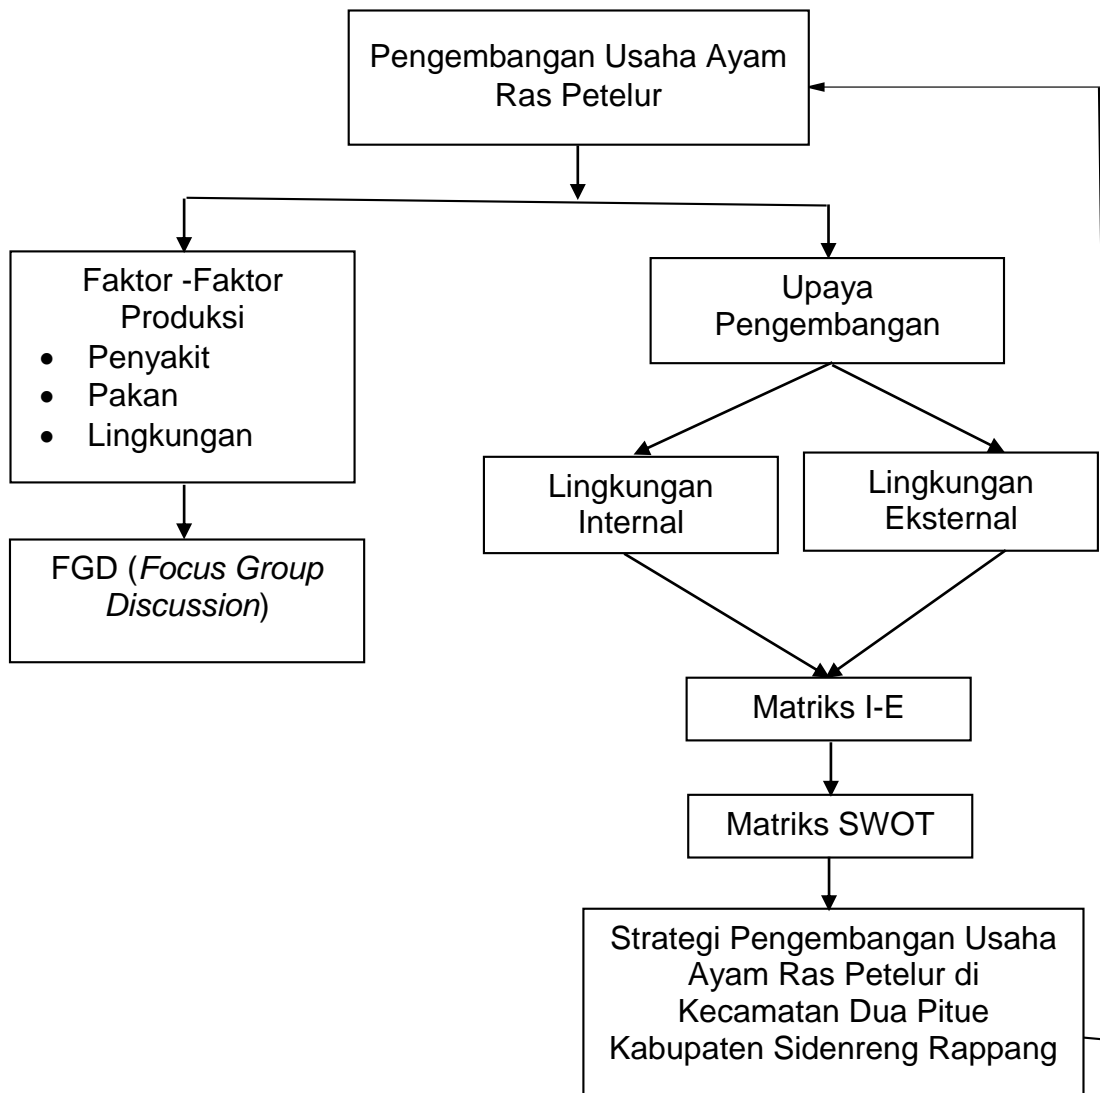 Pengembangan Usaha Ayam
Ras Petelur
Faktor -Faktor
Produksi
• Penyakit
• Pakan
• Lingkungan
Upaya
Pengembangan
Lingkungan
Internal
Lingkungan
Eksternal
FGD (Focus Group
Discussion)
Matriks I-E
Matriks SWOT
Strategi Pengembangan Usaha
Ayam Ras Petelur di
Kecamatan Dua Pitue
Kabupaten Sidenreng Rappang